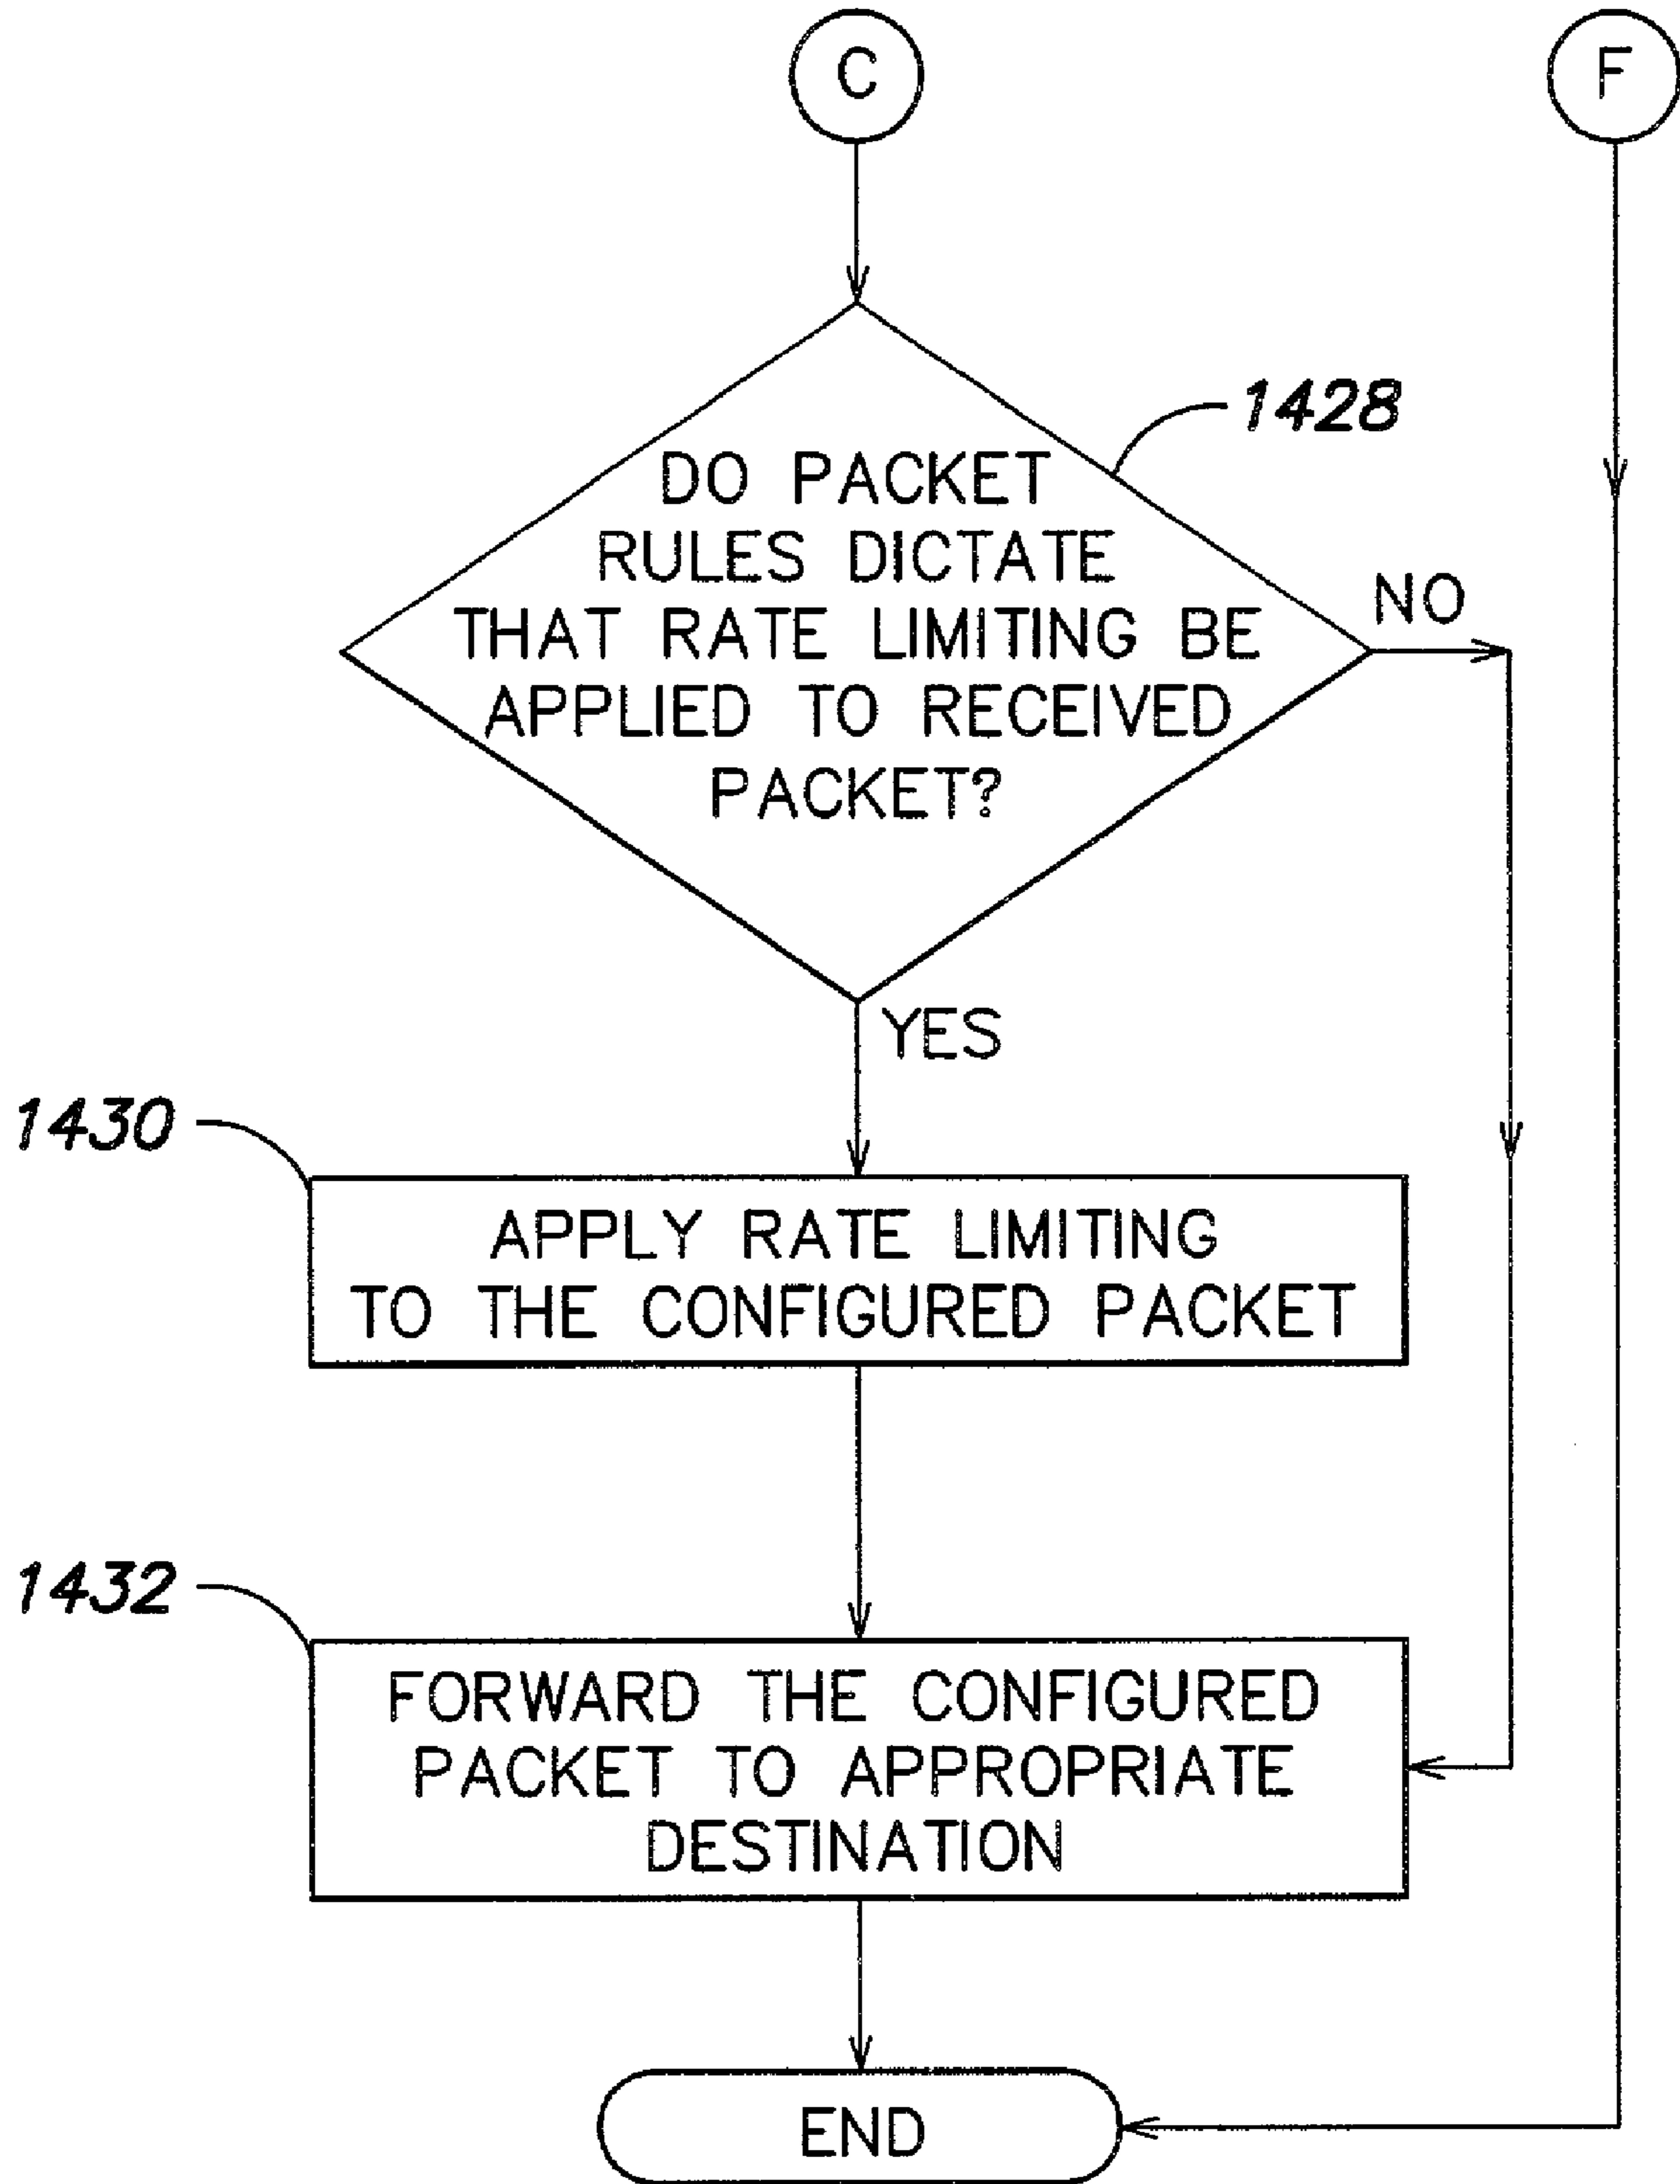 C
F
1428
DO PACKET
RULES DICTATE
THAT RATE LIMITING BE
APPLIED TO RECEIVED
PACKET?
NO
YES
1430
APPLY RATE LIMITING
TO THE CONFIGURED PACKET
1432
FORWARD THE CONFIGURED
PACKET TO APPROPRIATE
DESTINATION
END